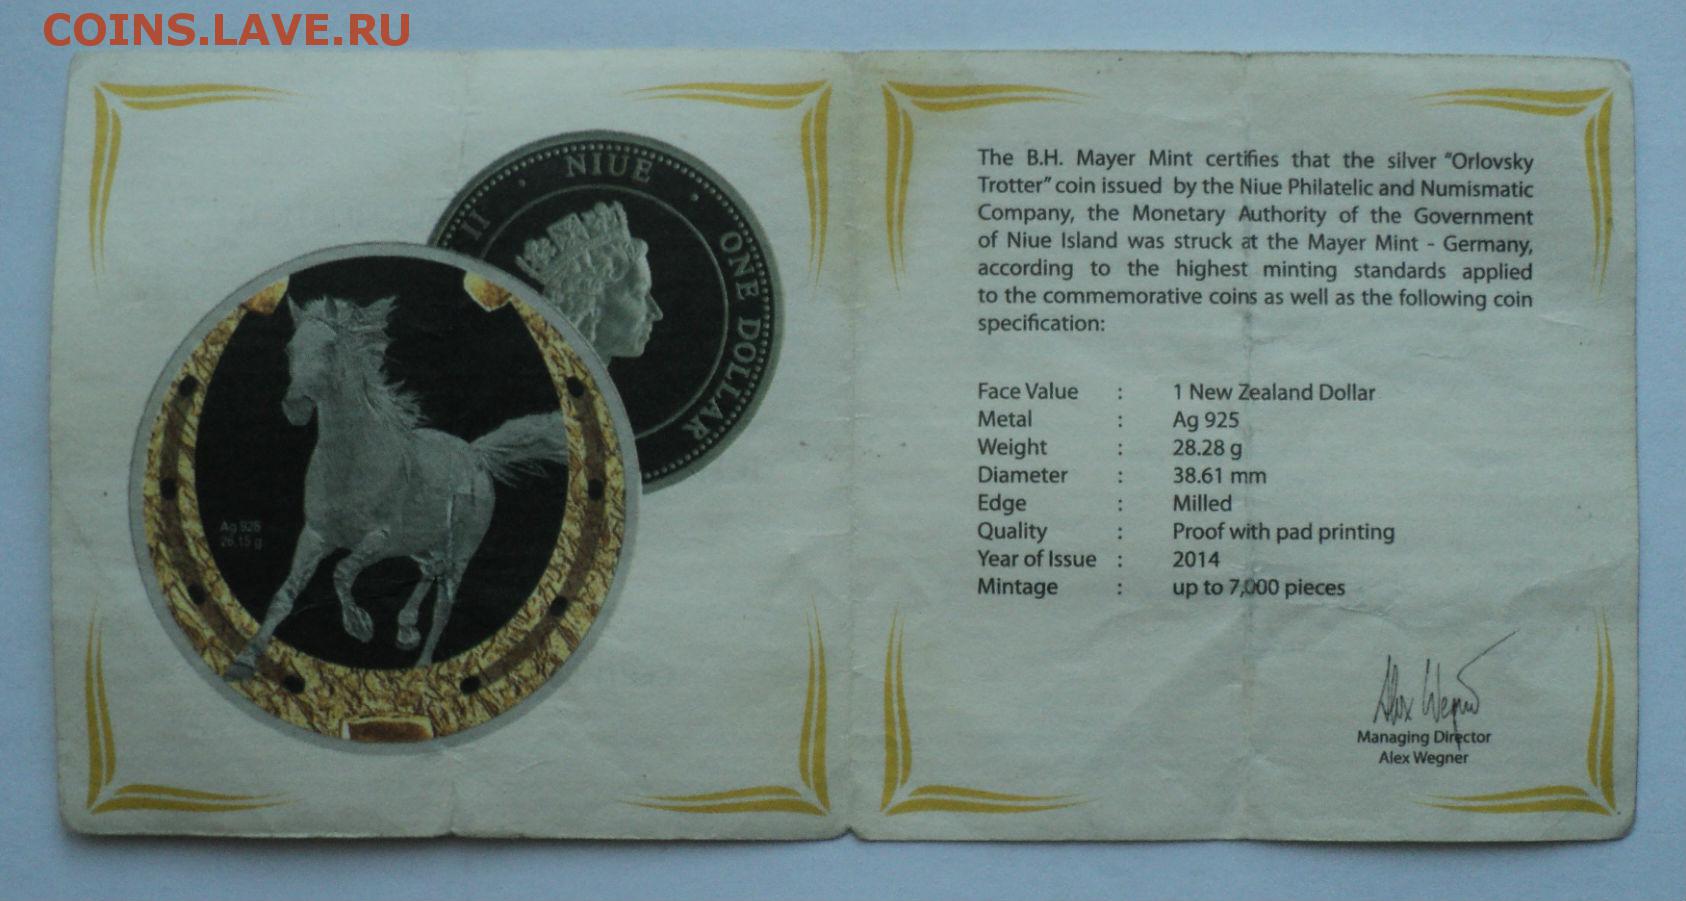 COINS.LAVE.RU
II · NIUE · ONE DOLLAR
Ag 925
26.15 g
The B.H. Mayer Mint certifies that the silver "Orlovsky
Trotter" coin issued by the Niue Philatelic and Numismatic
Company, the Monetary Authority of the Government
of Niue Island was struck at the Mayer Mint - Germany,
according to the highest minting standards applied
to the commemorative coins as well as the following coin
specification:
Face Value : 1 New Zealand Dollar
Metal : Ag 925
Weight : 28.28 g
Diameter : 38.61 mm
Edge : Milled
Quality : Proof with pad printing
Year of Issue : 2014
Mintage : up to 7,000 pieces
Alex Wegner
Managing Director
Alex Wegner